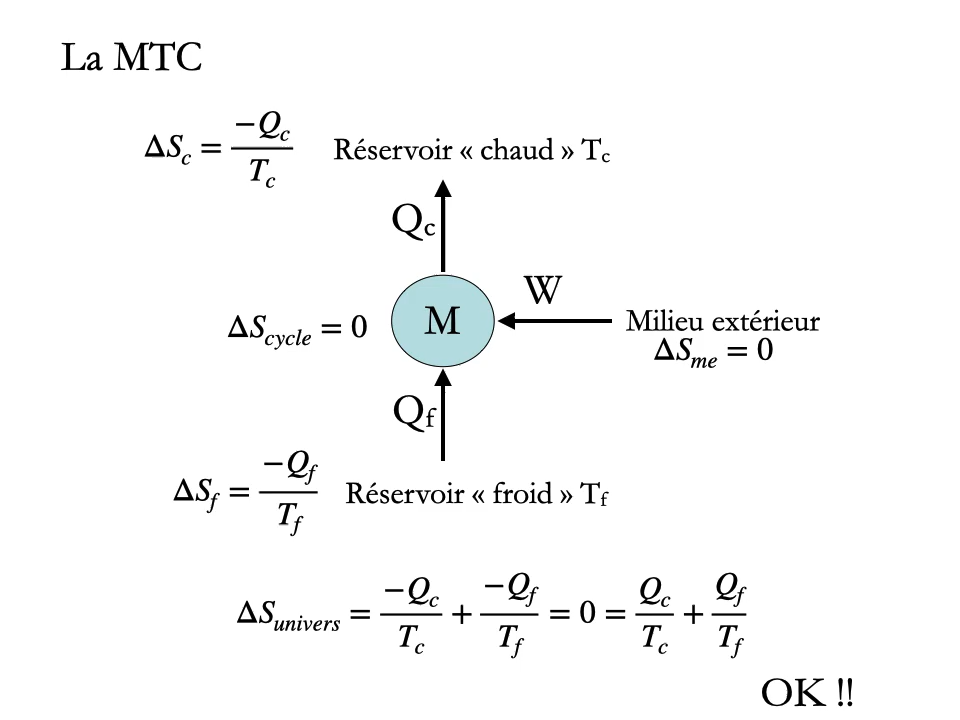 La MTC
ΔS_c = −Q_c / T_c
Réservoir « chaud » T_c
Q_c
W
ΔS_cycle = 0
M
Milieu extérieur
ΔS_me = 0
Q_f
ΔS_f = −Q_f / T_f
Réservoir « froid » T_f
ΔS_univers = −Q_c / T_c + −Q_f / T_f = 0 = Q_c / T_c + Q_f / T_f
OK !!